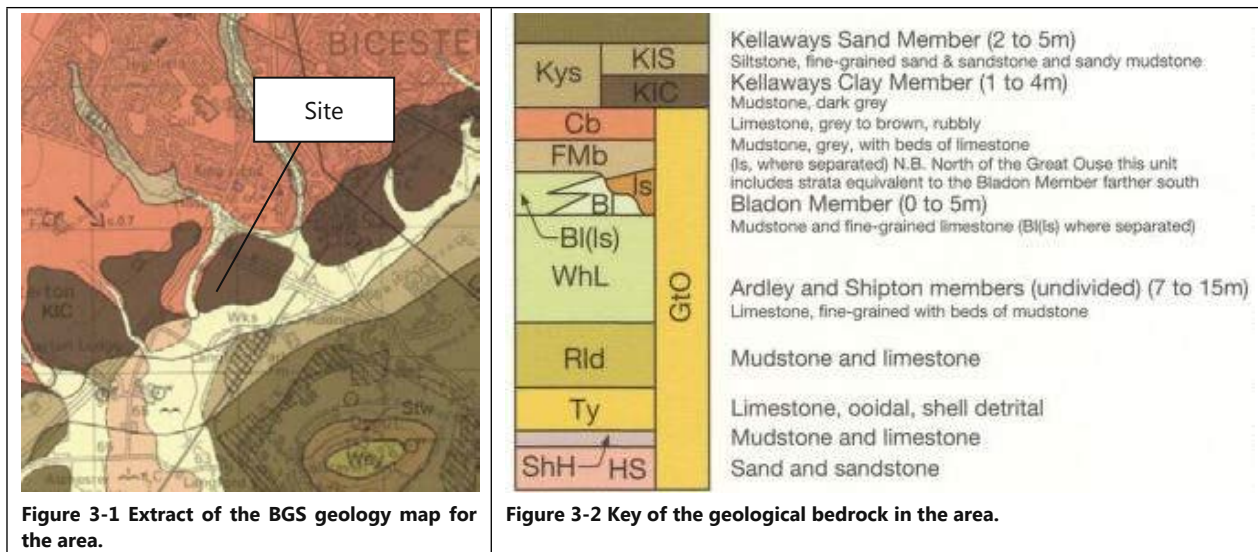 BICESTER
Site
KIC
Wks
Figure 3-1 Extract of the BGS geology map for
the area.
Kys
KIS
KIC
Cb
FMb
ls
Bl
Bl(ls)
WhL
Rld
Ty
ShH
HS
GtO
Kellaways Sand Member (2 to 5m)
Siltstone, fine-grained sand & sandstone and sandy mudstone
Kellaways Clay Member (1 to 4m)
Mudstone, dark grey
Limestone, grey to brown, rubbly
Mudstone, grey, with beds of limestone
(ls, where separated) N.B. North of the Great Ouse this unit
includes strata equivalent to the Bladon Member farther south
Bladon Member (0 to 5m)
Mudstone and fine-grained limestone (Bl(ls) where separated)
Ardley and Shipton members (undivided) (7 to 15m)
Limestone, fine-grained with beds of mudstone
Mudstone and limestone
Limestone, ooidal, shell detrital
Mudstone and limestone
Sand and sandstone
Figure 3-2 Key of the geological bedrock in the area.